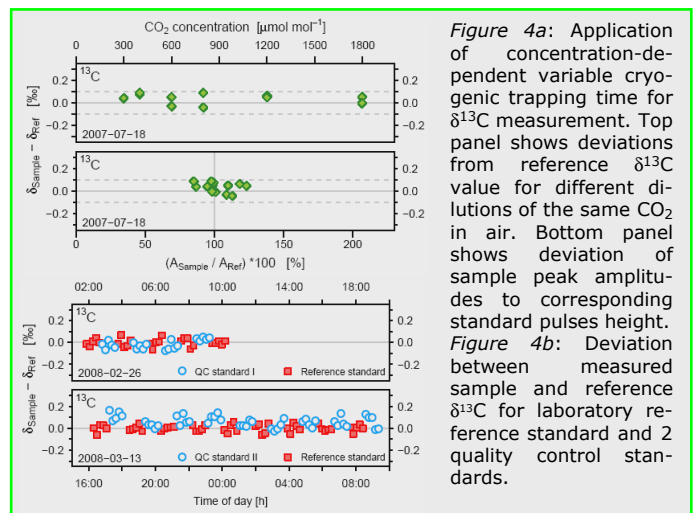 CO2 concentration [µmol mol−1]
0 300 600 900 1200 1500 1800
13C
0.2 0.0 −0.2
0.2 0.0 −0.2
2007−07−18
δSample − δRef [‰]
13C
0.2 0.0 −0.2
0.2 0.0 −0.2
2007−07−18
0 50 100 150 200
(ASample / ARef) *100 [%]
02:00 06:00 10:00 14:00 18:00
13C
0.2 0.0 −0.2
0.2 0.0 −0.2
2008−02−26 QC standard I Reference standard
δSample − δRef [‰]
13C
0.2 0.0 −0.2
0.2 0.0 −0.2
2008−03−13 QC standard II Reference standard
16:00 20:00 00:00 04:00 08:00
Time of day [h]
Figure 4a: Application
of concentration-de-
pendent variable cryo-
genic trapping time for
δ13C measurement. Top
panel shows deviations
from reference δ13C
value for different di-
lutions of the same CO2
in air. Bottom panel
shows deviation of
sample peak amplitu-
des to corresponding
standard pulses height.
Figure 4b: Deviation
between measured
sample and reference
δ13C for laboratory re-
ference standard and 2
quality control stan-
dards.